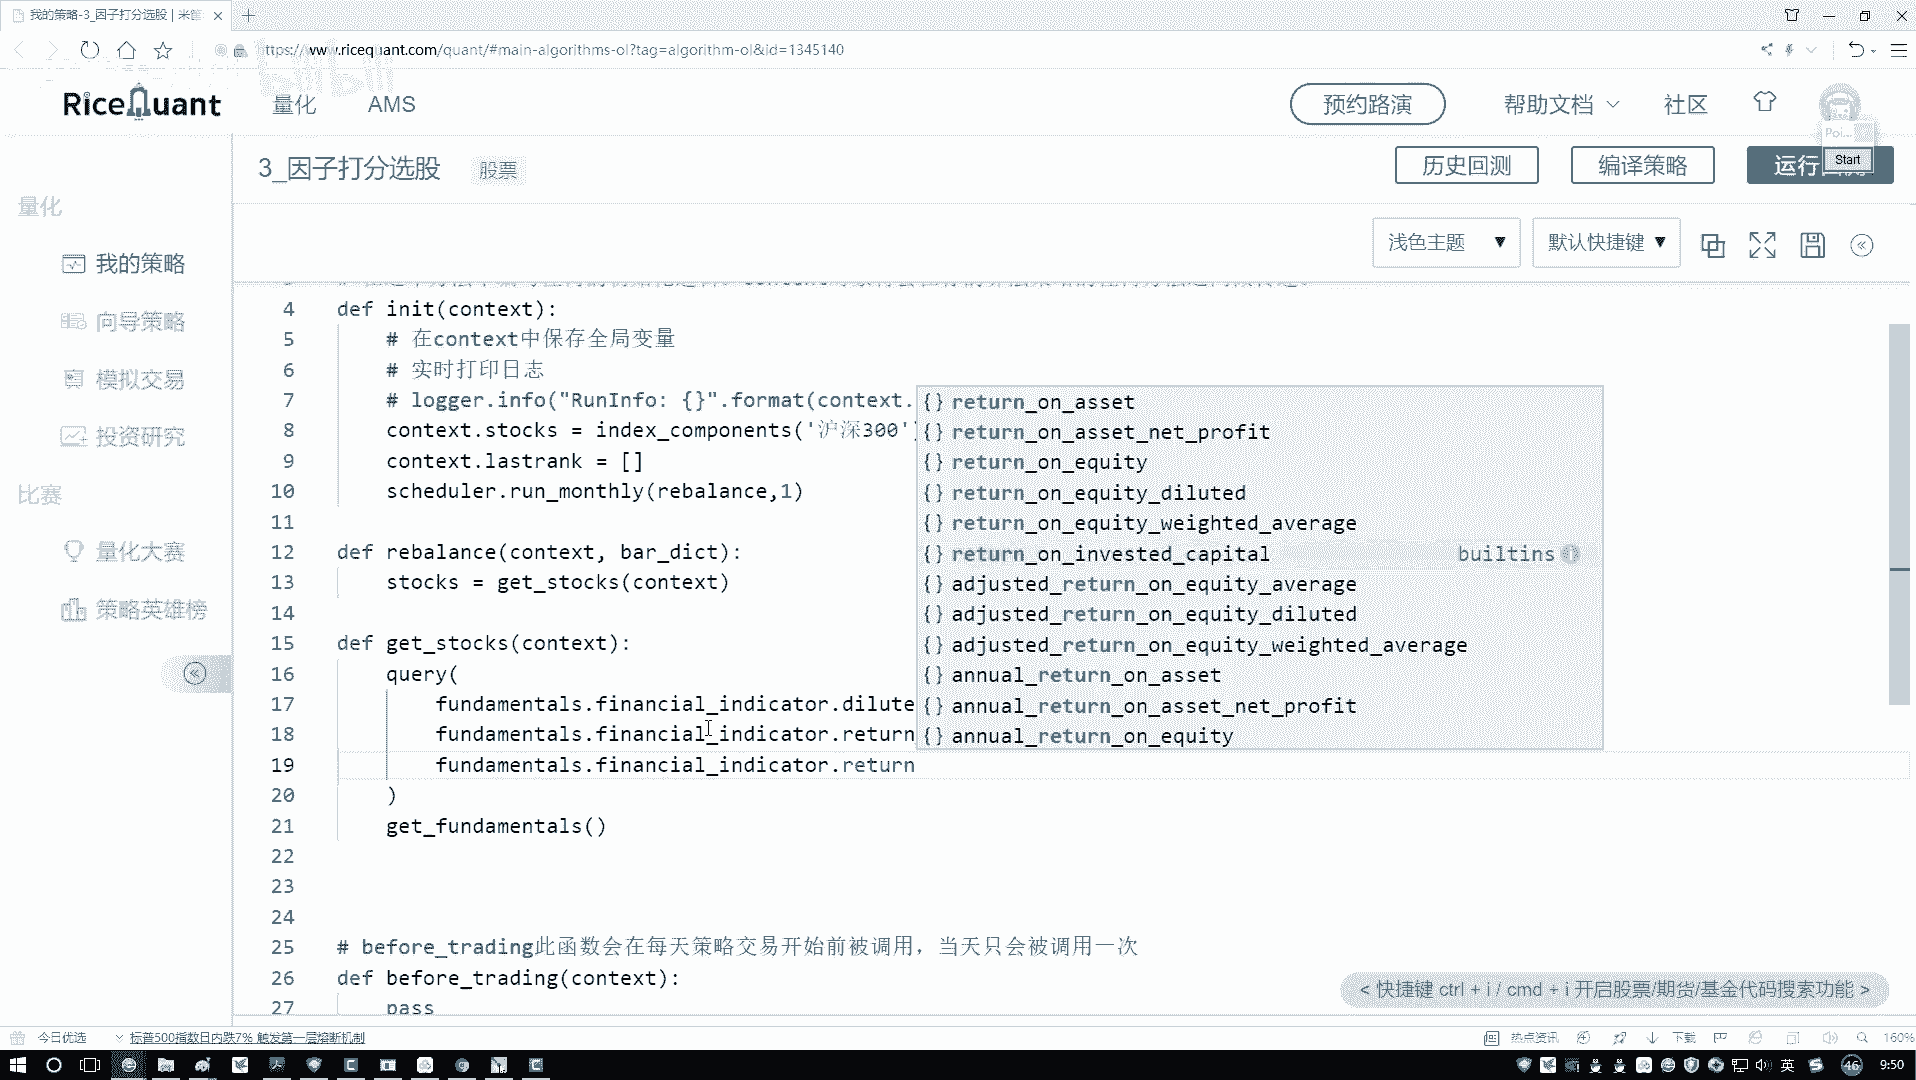 我的策略-3_因子打分选股 | 米筐
ttps://www.ricequant.com/quant/#main-algorithms-ol?tag=algorithm-ol&id=1345140
RiceQuant
量化
AMS
预约路演
帮助文档
社区
Poi...
Start
3_因子打分选股
股票
历史回测
编译策略
运行
量化
我的策略
向导策略
模拟交易
投资研究
比赛
量化大赛
策略英雄榜
浅色主题
默认快捷键
4 def init(context):
5 # 在context中保存全局变量
6 # 实时打印日志
7 # logger.info("RunInfo: {}".format(context.
8 context.stocks = index_components('沪深300'
9 context.lastrank = []
10 scheduler.run_monthly(rebalance,1)
11
12 def rebalance(context, bar_dict):
13 stocks = get_stocks(context)
14
15 def get_stocks(context):
16 query(
17 fundamentals.financial_indicator.dilute
18 fundamentals.financial_indicator.return
19 fundamentals.financial_indicator.return
20 )
21 get_fundamentals()
22
23
24
25 # before_trading此函数会在每天策略交易开始前被调用，当天只会被调用一次
26 def before_trading(context):
27 pass
{} return_on_asset
{} return_on_asset_net_profit
{} return_on_equity
{} return_on_equity_diluted
{} return_on_equity_weighted_average
{} return_on_invested_capital builtins
{} adjusted_return_on_equity_average
{} adjusted_return_on_equity_diluted
{} adjusted_return_on_equity_weighted_average
{} annual_return_on_asset
{} annual_return_on_asset_net_profit
{} annual_return_on_equity
< 快捷键 ctrl + i / cmd + i 开启股票/期货/基金代码搜索功能 >
今日优选
标普500指数日内跌7% 触发第一层熔断机制
热点资讯
下载
160%
英
46
9:50